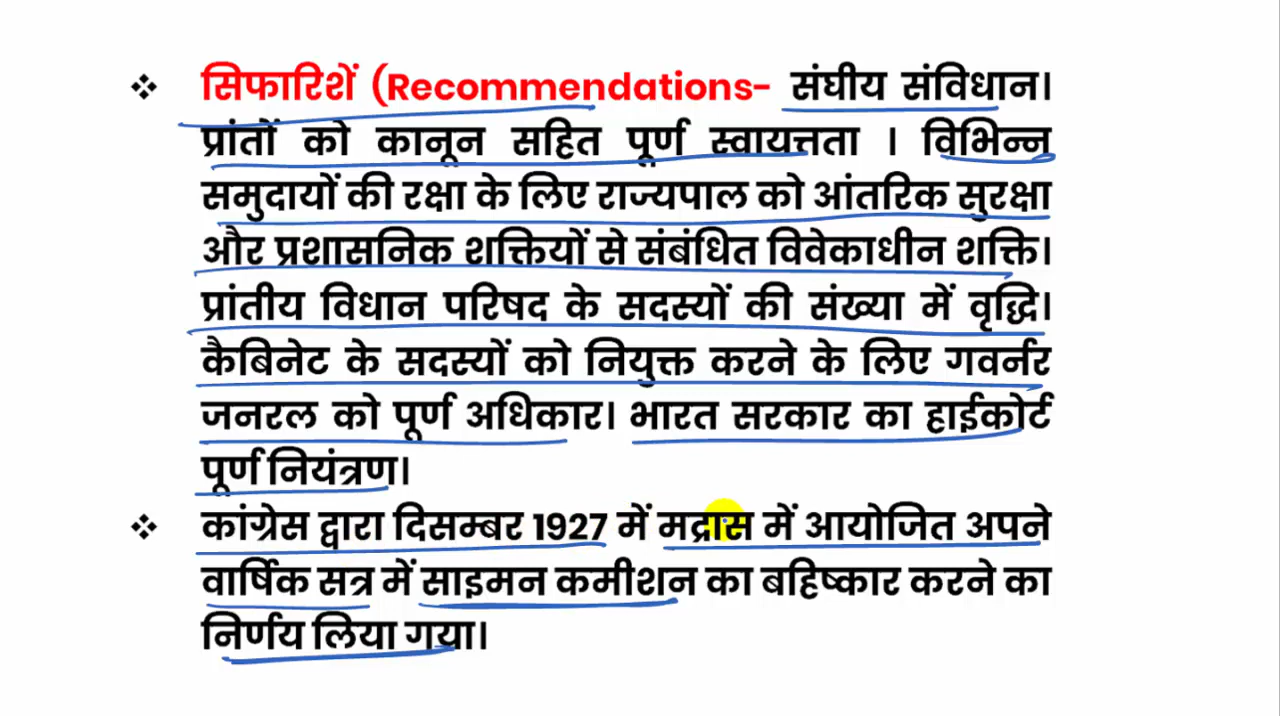 ❖ सिफारिशें (Recommendations- संघीय संविधान।
प्रांतों को कानून सहित पूर्ण स्वायत्तता । विभिन्न
समुदायों की रक्षा के लिए राज्यपाल को आंतरिक सुरक्षा
और प्रशासनिक शक्तियों से संबंधित विवेकाधीन शक्ति।
प्रांतीय विधान परिषद के सदस्यों की संख्या में वृद्धि।
कैबिनेट के सदस्यों को नियुक्त करने के लिए गवर्नर
जनरल को पूर्ण अधिकार। भारत सरकार का हाईकोर्ट
पूर्ण नियंत्रण।
❖ कांग्रेस द्वारा दिसम्बर 1927 में मद्रास में आयोजित अपने
वार्षिक सत्र में साइमन कमीशन का बहिष्कार करने का
निर्णय लिया गया।